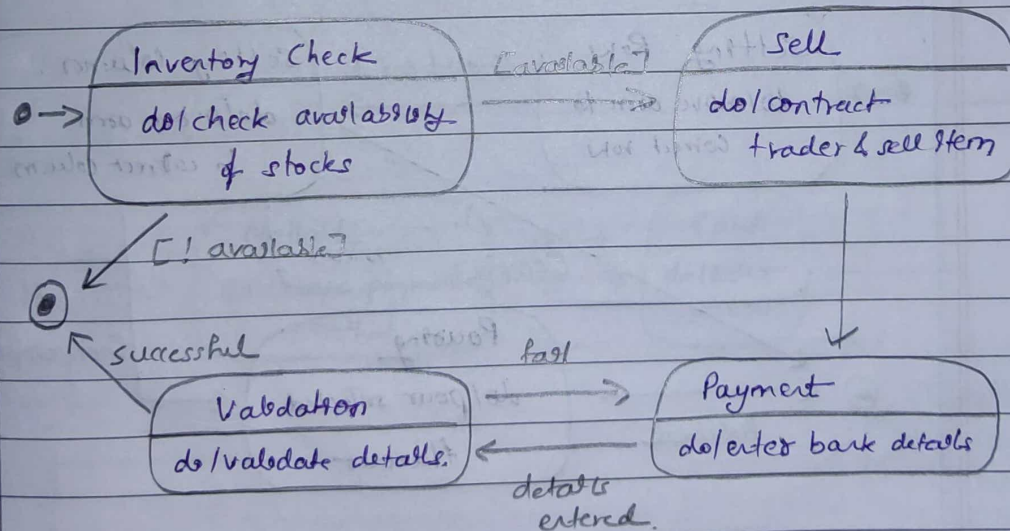 Inventory Check
do/check availability
of stocks
[available]
Sell
do/contract
trader & sell item
[! available]
successful
fail
Validation
do/validate details.
Payment
do/enter bank details
details
entered.